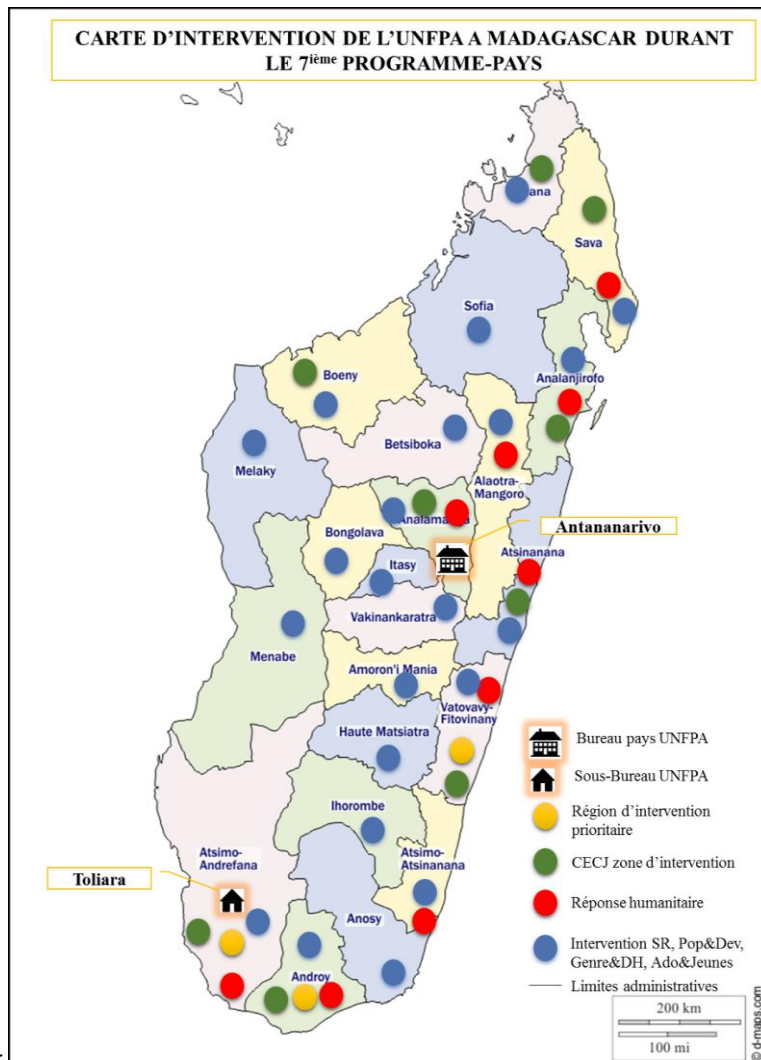 CARTE D'INTERVENTION DE L'UNFPA A MADAGASCAR DURANT
LE 7ième PROGRAMME-PAYS
ana
Sava
Sofia
Boeny
Analanjirofo
Betsiboka
Melaky
Alaotra-
Mangoro
Antananarivo
Bongolava
Atsinanana
Itasy
Vakinankaratra
Menabe
Amoron'i Mania
Vatovavy-
Fitovinany
Haute Matsiatra
Ihorombe
Atsimo-
Andrefana
Atsimo-
Atsinanana
Toliara
Anosy
Androy
Bureau pays UNFPA
Sous-Bureau UNFPA
Région d'intervention
prioritaire
CECJ zone d'intervention
Réponse humanitaire
Intervention SR, Pop&Dev,
Genre&DH, Ado&Jeunes
Limites administratives
200 km
100 mi
© d-maps.com